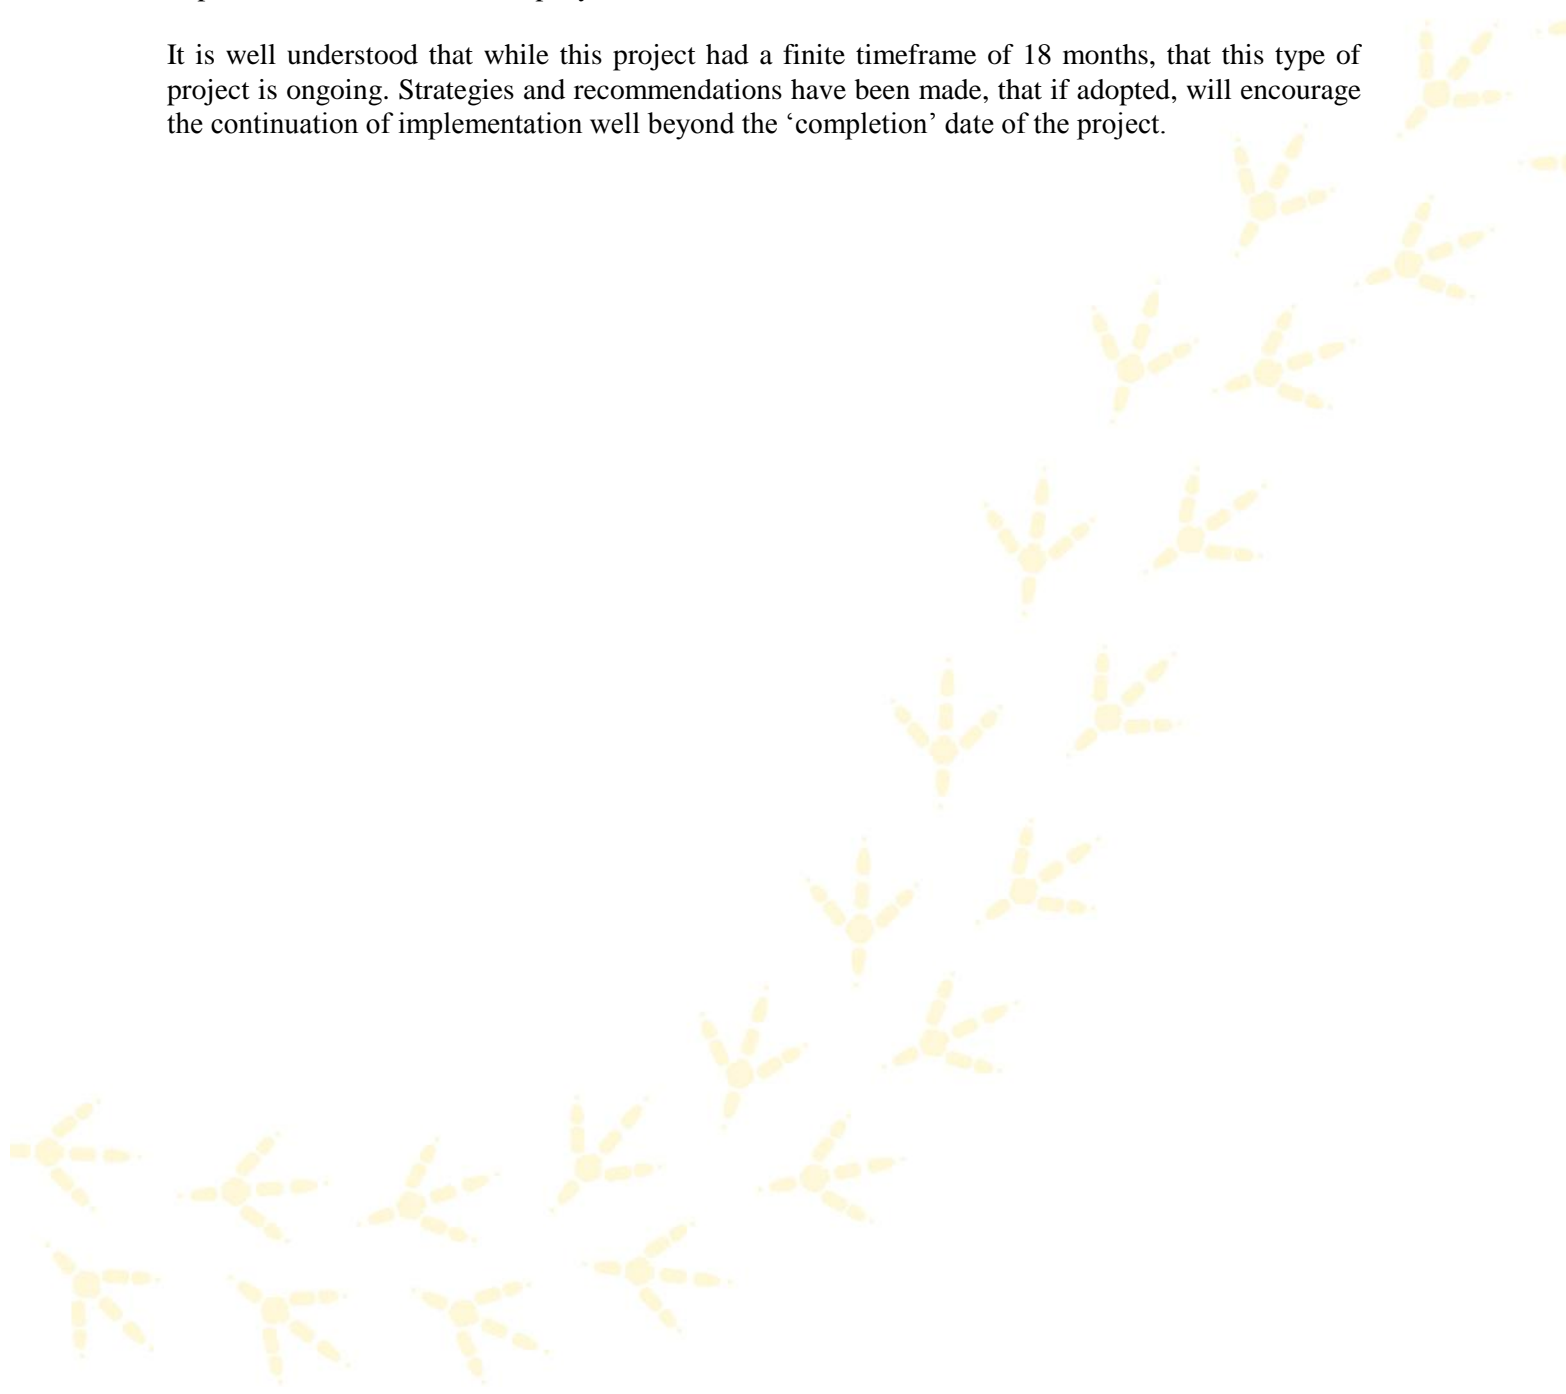 It is well understood that while this project had a finite timeframe of 18 months, that this type of
project is ongoing. Strategies and recommendations have been made, that if adopted, will encourage
the continuation of implementation well beyond the ‘completion’ date of the project.